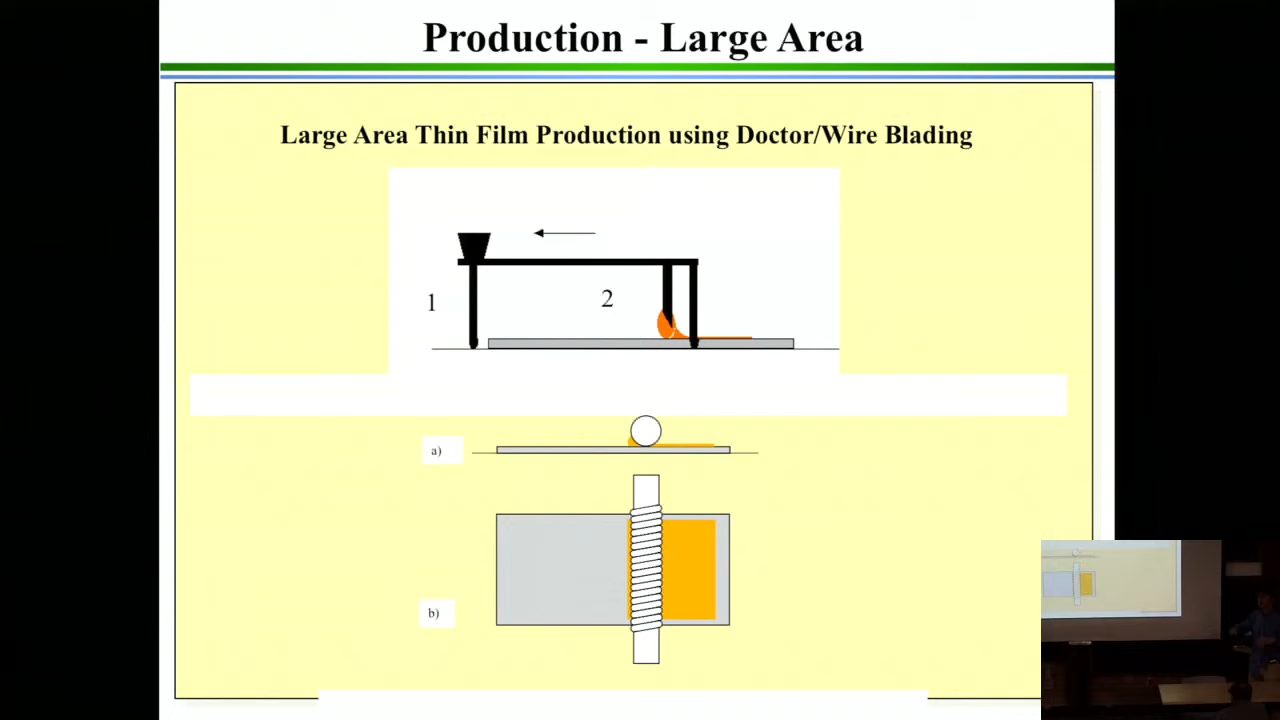 Production - Large Area
Large Area Thin Film Production using Doctor/Wire Blading
1
2
a)
b)